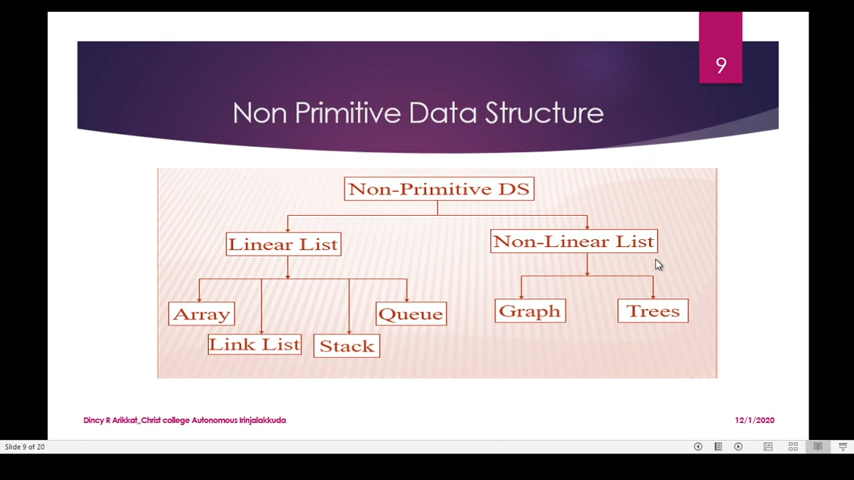 9
Non Primitive Data Structure
Non-Primitive DS
Linear List
Non-Linear List
Array
Link List
Stack
Queue
Graph
Trees
Dincy R Arikkat_Christ college Autonomous Irinjalakkuda
12/1/2020
Slide 9 of 20